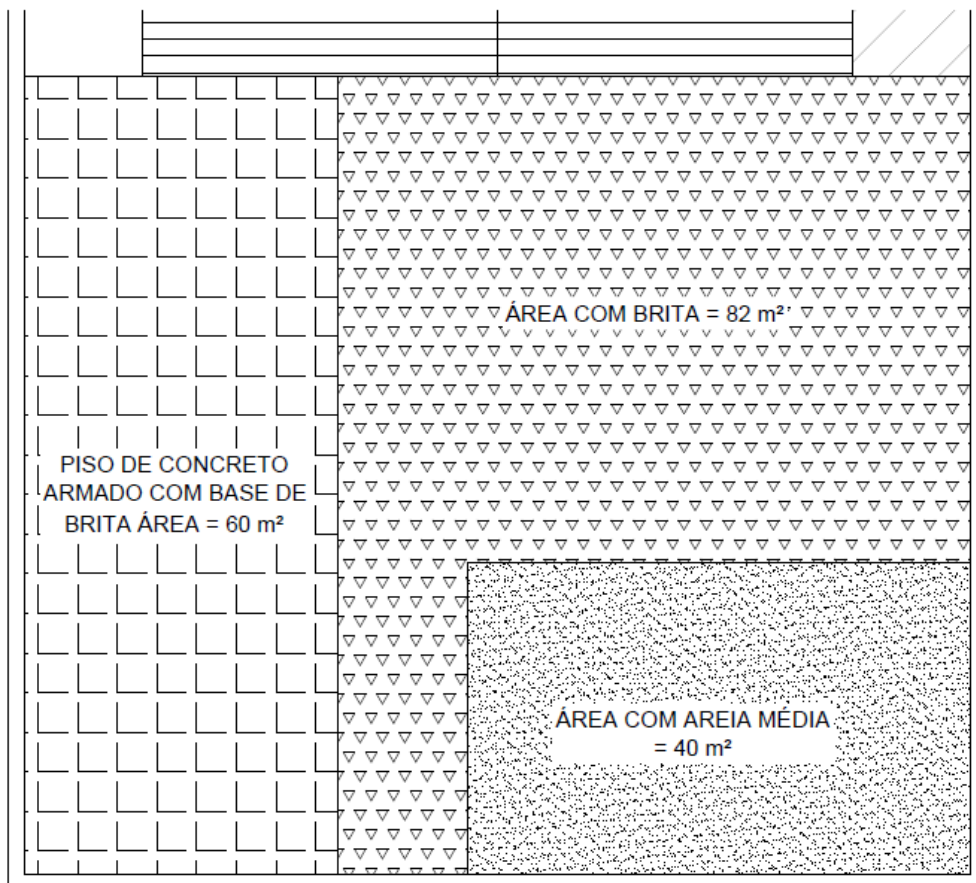 ÁREA COM BRITA = 82 m²
PISO DE CONCRETO
ARMADO COM BASE DE
BRITA ÁREA = 60 m²
ÁREA COM AREIA MÉDIA
= 40 m²